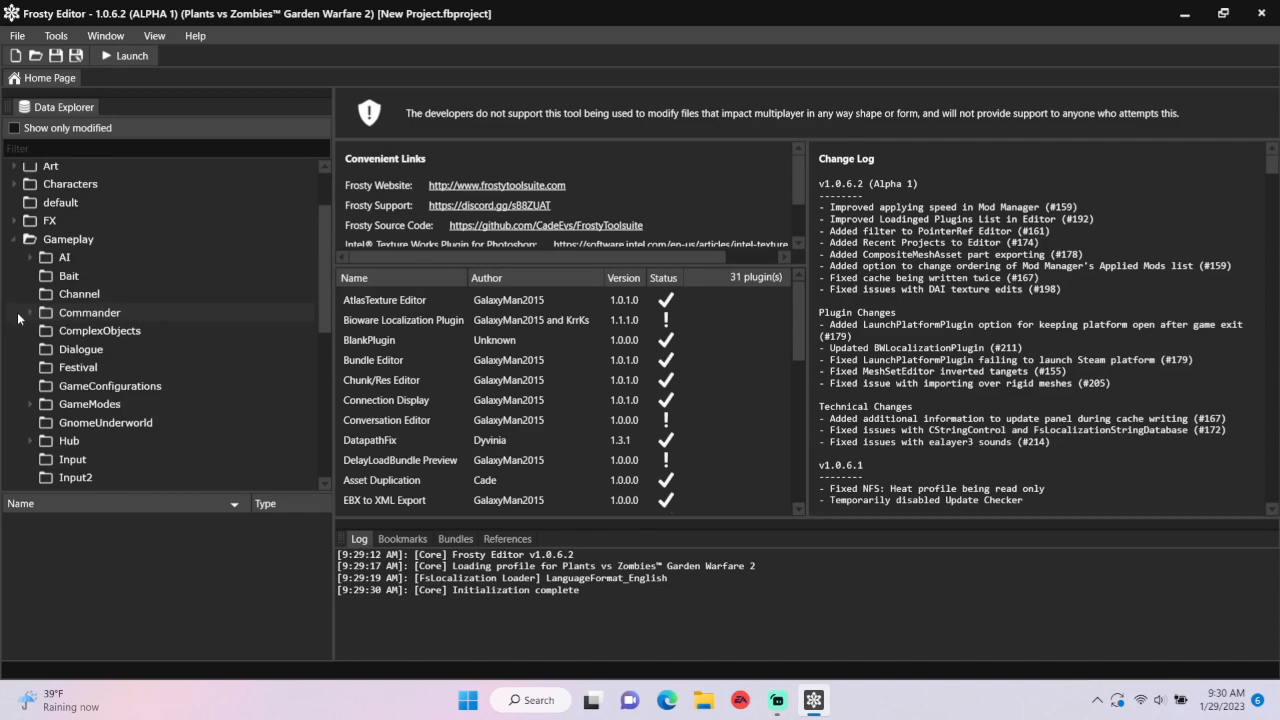 Frosty Editor - 1.0.6.2 (ALPHA 1) (Plants vs Zombies™ Garden Warfare 2) [New Project.fbproject]
File Tools Window View Help
Launch
Home Page
Data Explorer
Show only modified
Filter
Art
Characters
default
FX
Gameplay
AI
Bait
Channel
Commander
ComplexObjects
Dialogue
Festival
GameConfigurations
GameModes
GnomeUnderworld
Hub
Input
Input2
Name Type
The developers do not support this tool being used to modify files that impact multiplayer in any way shape or form, and will not provide support to anyone who attempts this.
Convenient Links
Frosty Website: http://www.frostytoolsuite.com
Frosty Support: https://discord.gg/sB8ZUAT
Frosty Source Code: https://github.com/CadeEvs/FrostyToolsuite
Intel® Texture Works Plugin for Photoshop: https://software.intel.com/en-us/articles/intel-texture
Name Author Version Status 31 plugin(s)
AtlasTexture Editor GalaxyMan2015 1.0.1.0
Bioware Localization Plugin GalaxyMan2015 and KrrKs 1.1.1.0 !
BlankPlugin Unknown 1.0.0.0
Bundle Editor GalaxyMan2015 1.0.1.0
Chunk/Res Editor GalaxyMan2015 1.0.1.0
Connection Display GalaxyMan2015 1.0.1.0
Conversation Editor GalaxyMan2015 1.0.0.0 !
DatapathFix Dyvinia 1.3.1
DelayLoadBundle Preview GalaxyMan2015 1.0.0.0 !
Asset Duplication Cade 1.0.0.0
EBX to XML Export GalaxyMan2015 1.0.0.0
Change Log
v1.0.6.2 (Alpha 1)
--------
- Improved applying speed in Mod Manager (#159)
- Improved Loadinged Plugins List in Editor (#192)
- Added filter to PointerRef Editor (#161)
- Added Recent Projects to Editor (#174)
- Added CompositeMeshAsset part exporting (#178)
- Added option to change ordering of Mod Manager's Applied Mods list (#159)
- Fixed cache being written twice (#167)
- Fixed issues with DAI texture edits (#198)
Plugin Changes
- Added LaunchPlatformPlugin option for keeping platform open after game exit
(#179)
- Updated BWLocalizationPlugin (#211)
- Fixed LaunchPlatformPlugin failing to launch Steam platform (#179)
- Fixed MeshSetEditor inverted tangets (#155)
- Fixed issue with importing over rigid meshes (#205)
Technical Changes
- Added additional information to update panel during cache writing (#167)
- Fixed issues with CStringControl and FsLocalizationStringDatabase (#172)
- Fixed issues with ealayer3 sounds (#214)
v1.0.6.1
--------
- Fixed NFS: Heat profile being read only
- Temporarily disabled Update Checker
Log Bookmarks Bundles References
[9:29:12 AM]: [Core] Frosty Editor v1.0.6.2
[9:29:17 AM]: [Core] Loading profile for Plants vs Zombies™ Garden Warfare 2
[9:29:19 AM]: [FsLocalization Loader] LanguageFormat_English
[9:29:30 AM]: [Core] Initialization complete
39°F
Raining now
Search
EA
9:30 AM
1/29/2023
6